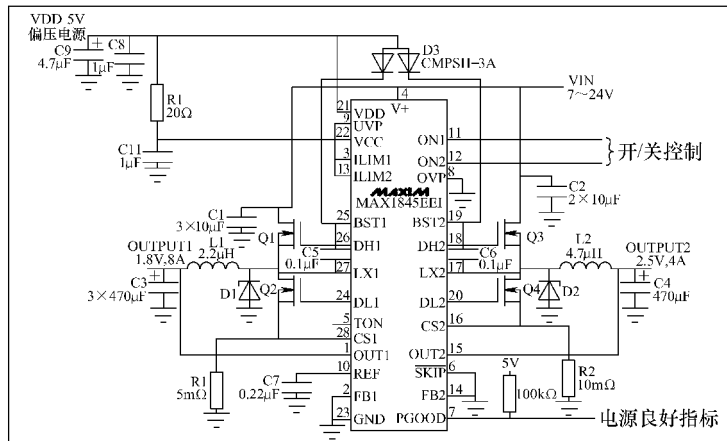 VDD 5V
偏压电源
C9
4.7μF
C8
1μF
D3
CMPSH-3A
VIN
7～24V
R1
20Ω
C11
1μF
4
V+
21
VDD
9
UVP
22
VCC
3
ILIM1
13
ILIM2
ON1
11
ON2
12
OVP
8
开/关控制
MAXIM
MAX1845EEI
C1
3×10μF
C2
2×10μF
25
BST1
BST2
19
Q1
26
DH1
DH2
18
Q3
C5
0.1μF
C6
0.1μF
OUTPUT1
1.8V,8A
L1
2.2μH
27
LX1
LX2
17
L2
4.7μH
OUTPUT2
2.5V,4A
C3
3×470μF
D1
Q2
24
DL1
DL2
20
Q4
D2
C4
470μF
5
TON
CS2
16
28
CS1
1
OUT1
OUT2
15
R1
5mΩ
10
REF
SKIP
6
5V
R2
10mΩ
C7
0.22μF
2
FB1
FB2
14
100kΩ
23
GND
PGOOD
7
电源良好指标